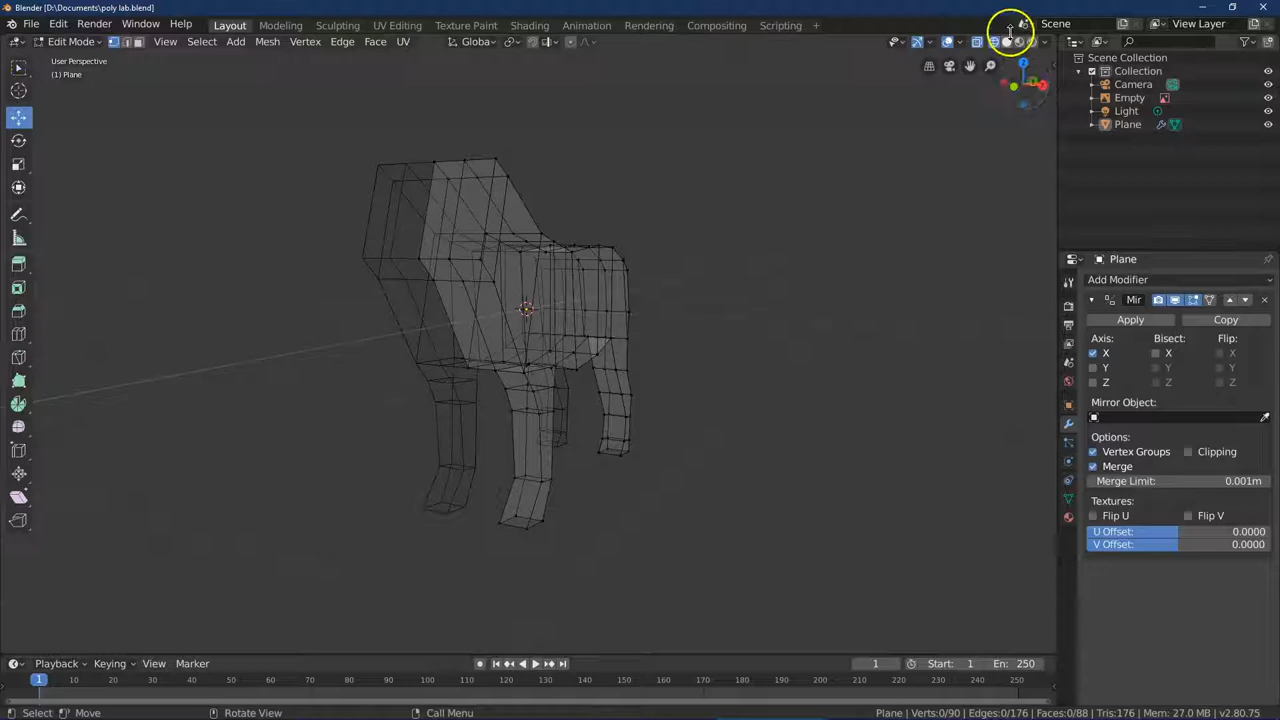 Blender [D:\Documents\poly lab.blend]
File Edit Render Window Help Layout Modeling Sculpting UV Editing Texture Paint Shading Animation Rendering Compositing Scripting + Scene View Layer
Edit Mode View Select Add Mesh Vertex Edge Face UV Global
User Perspective
(1) Plane
Z
Scene Collection
Collection
Camera
Empty
Light
Plane
Plane
Add Modifier
Mir
Apply Copy
Axis: Bisect: Flip:
X X X
Y Y Y
Z Z Z
Mirror Object:
Options:
Vertex Groups Clipping
Merge
Merge Limit: 0.001m
Textures:
Flip U Flip V
U Offset: 0.0000
V Offset: 0.0000
Playback Keying View Marker 1 Start: 1 En: 250
1 10 20 30 40 50 60 70 80 90 100 110 120 130 140 150 160 170 180 190 200 210 220 230 240 250
Select Move Rotate View Call Menu Plane | Verts:0/90 | Edges:0/176 | Faces:0/88 | Tris:176 | Mem: 27.0 MB | v2.80.75